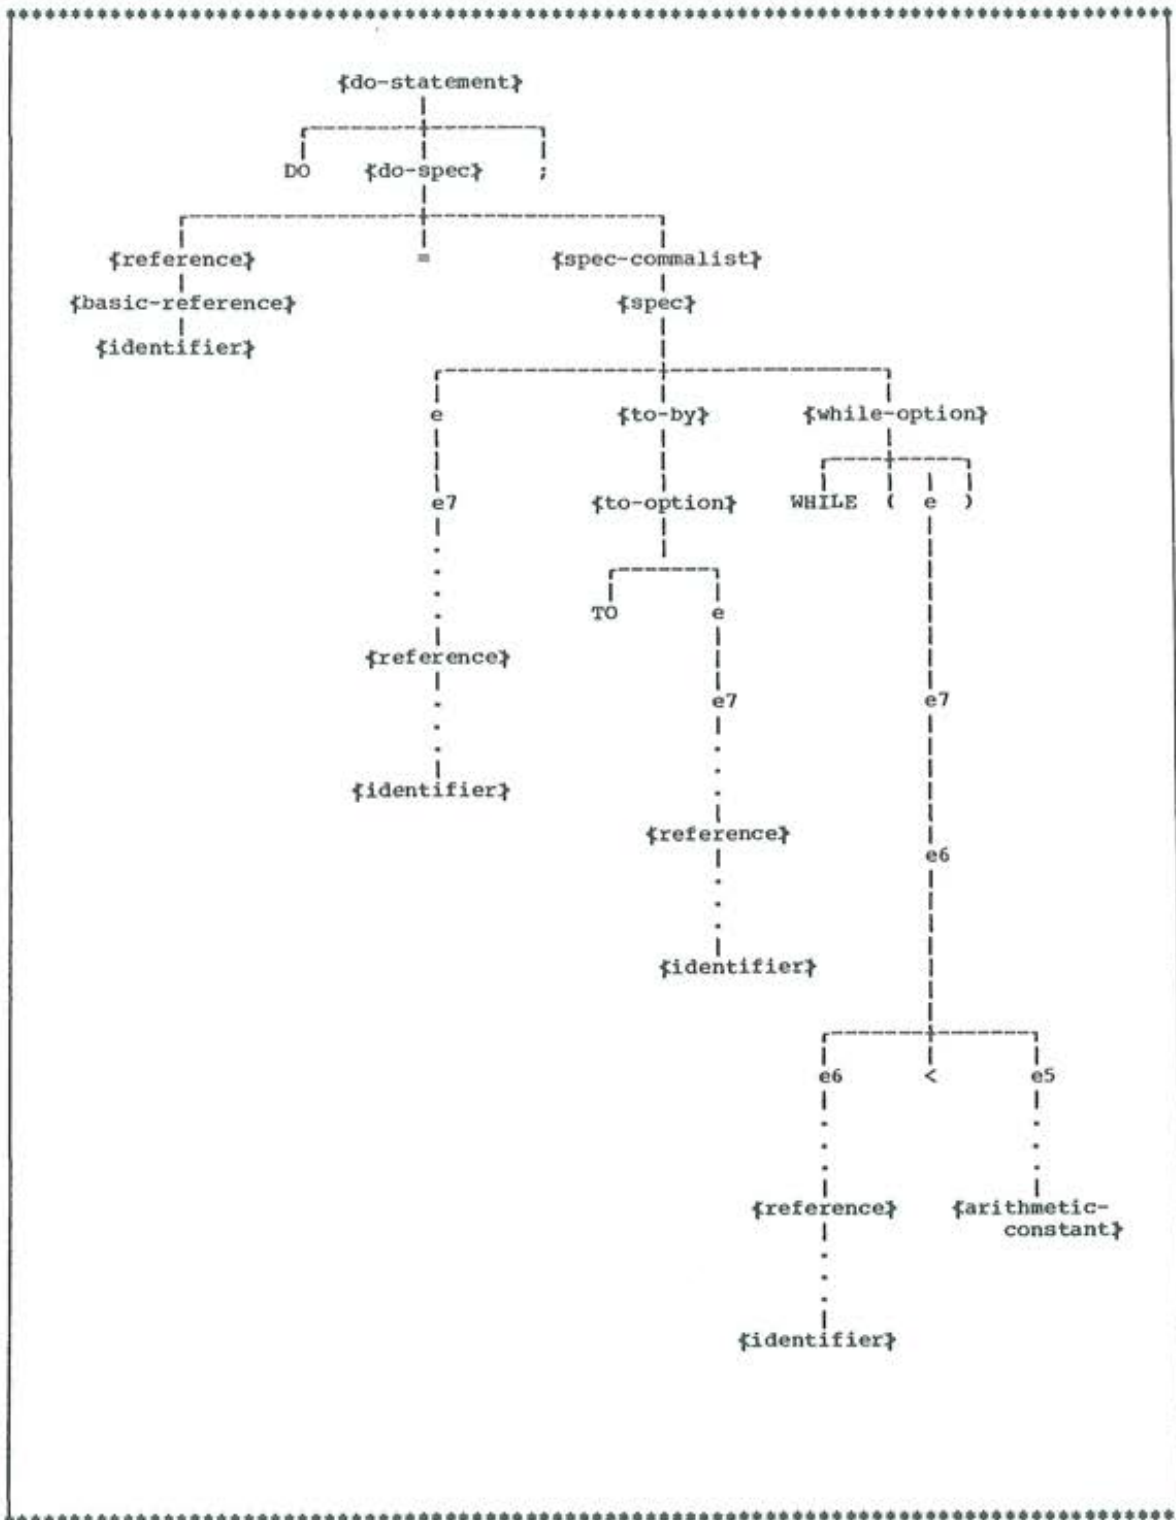 {do-statement}
DO {do-spec} ;
{reference} = {spec-commalist}
{basic-reference} {spec}
{identifier}
e {to-by} {while-option}
e7 {to-option} WHILE ( e )
TO e
{reference}
e7 e7
{identifier}
{reference}
e6
{identifier}
e6 < e5
{reference} {arithmetic-
constant}
{identifier}